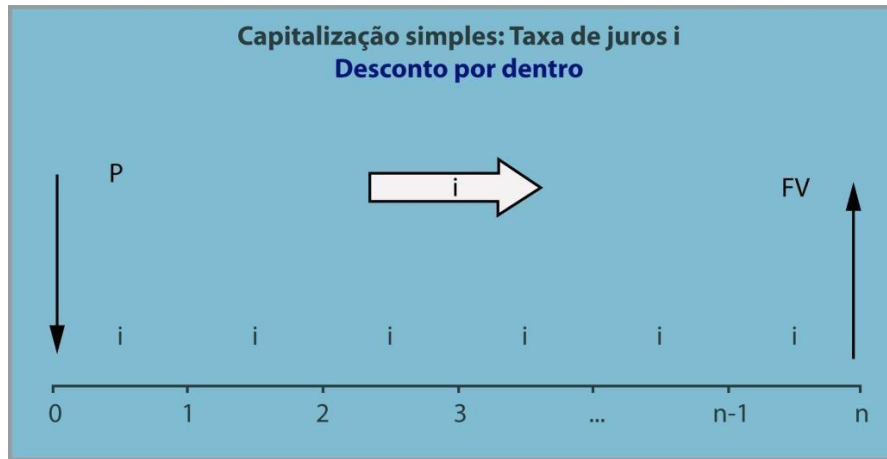 Capitalização simples: Taxa de juros i
Desconto por dentro
P
i
FV
i i i i i i
0 1 2 3 ... n-1 n